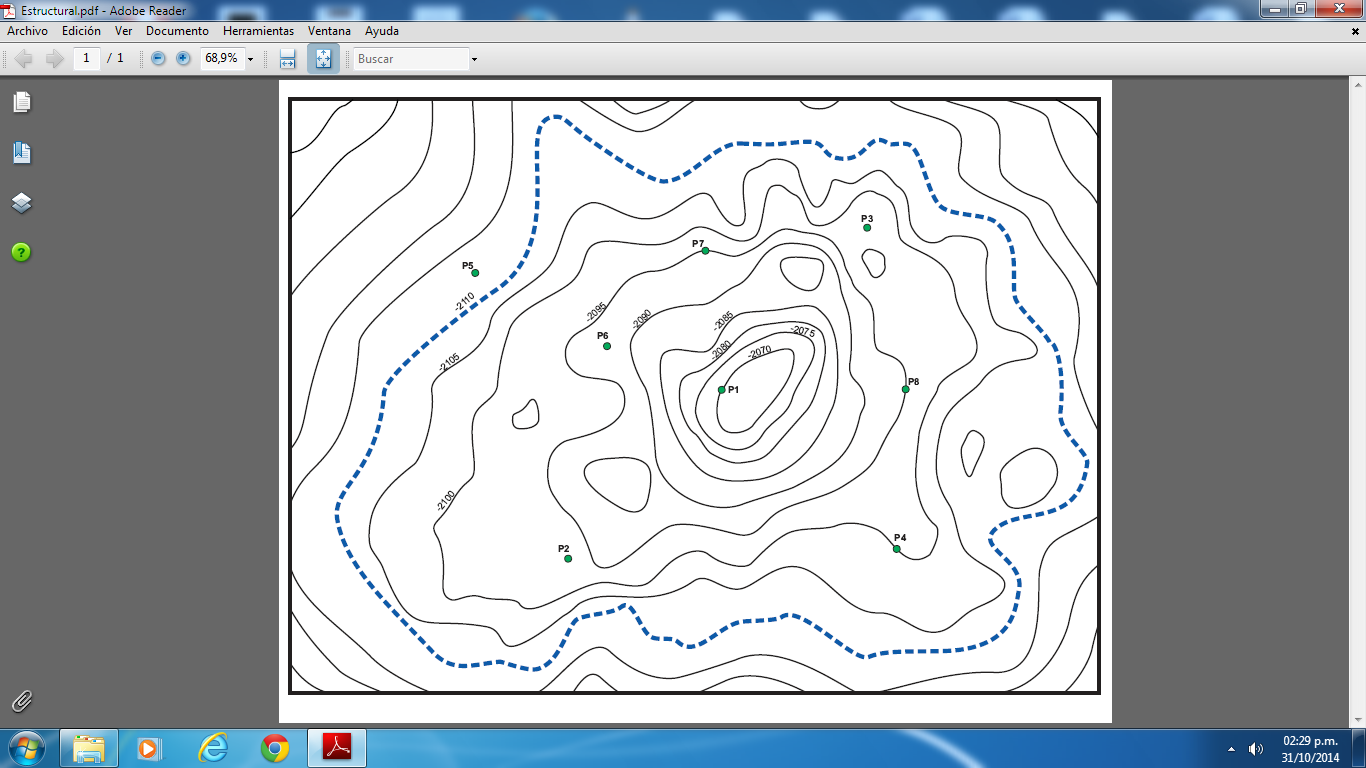 Estructural.pdf - Adobe Reader
Archivo Edición Ver Documento Herramientas Ventana Ayuda
1 / 1 68,9% Buscar
P3
P7
P5
-2110
-2095
-2090
-2085
-2075
P6
-2080
-2070
-2105
P8
P1
-2100
P4
P2
02:29 p.m.
31/10/2014